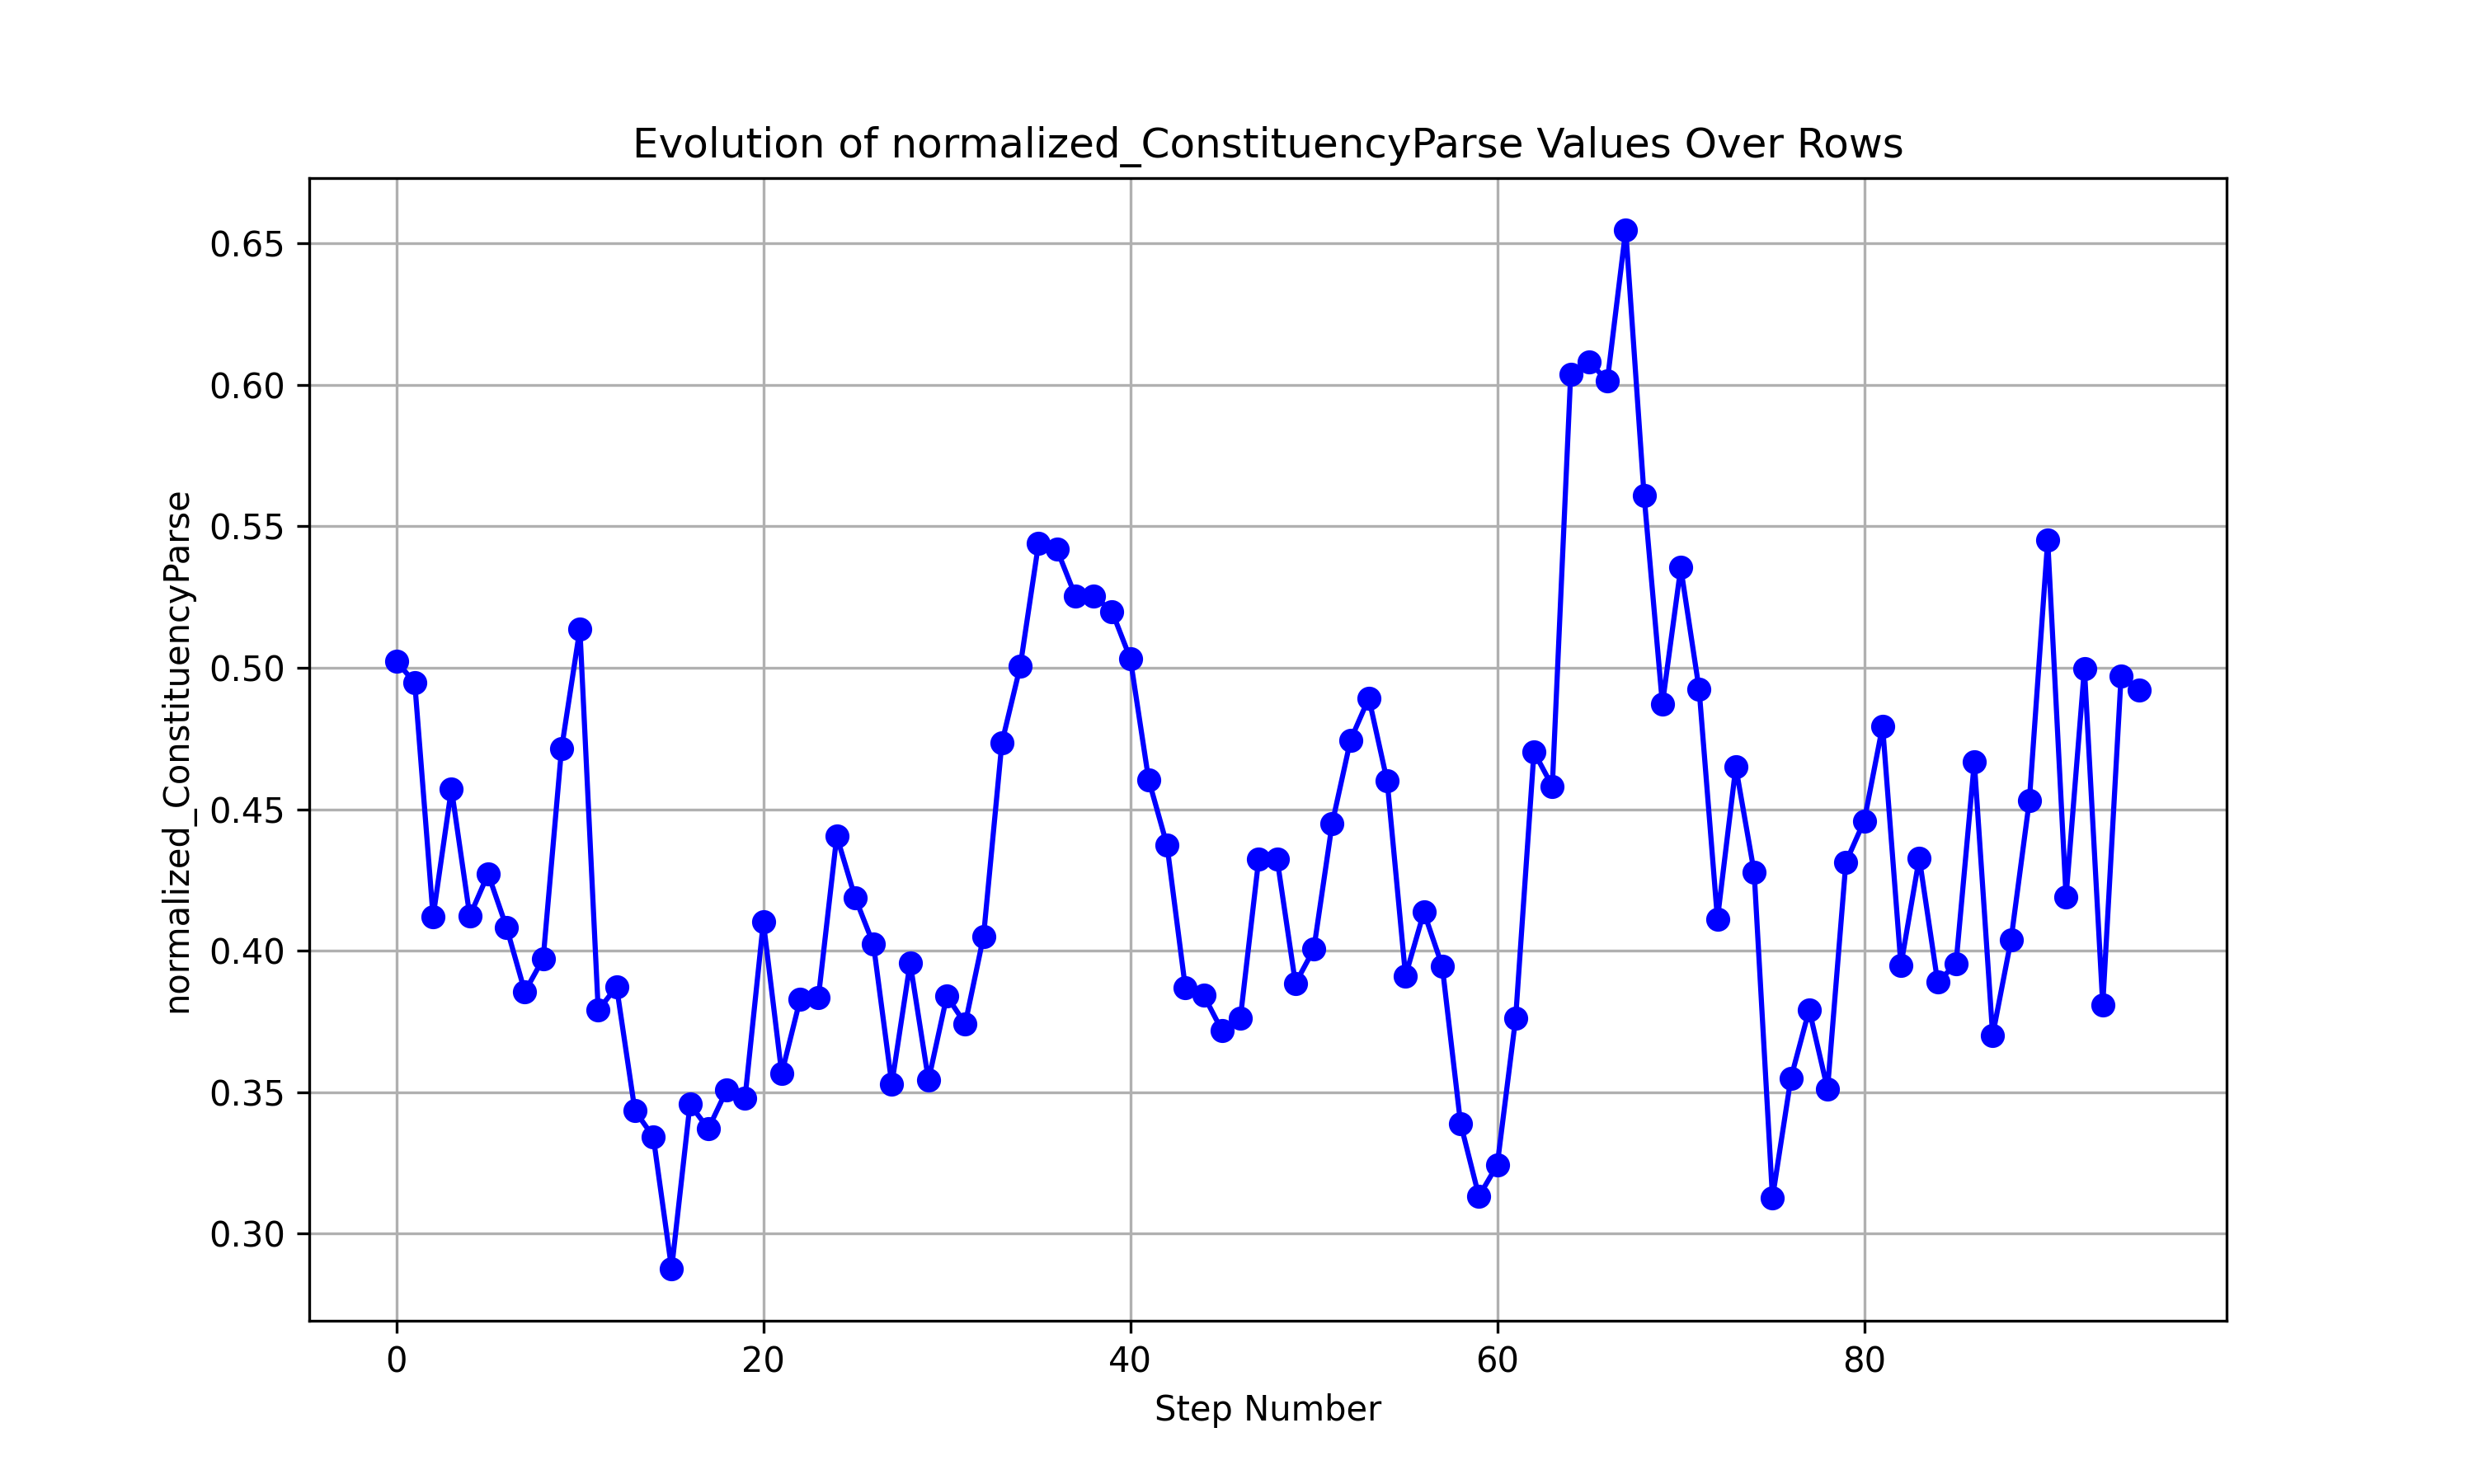 Evolution of normalized_ConstituencyParse Values Over Rows
normalized_ConstituencyParse
0.65
0.60
0.55
0.50
0.45
0.40
0.35
0.30
0 20 40 60 80
Step Number